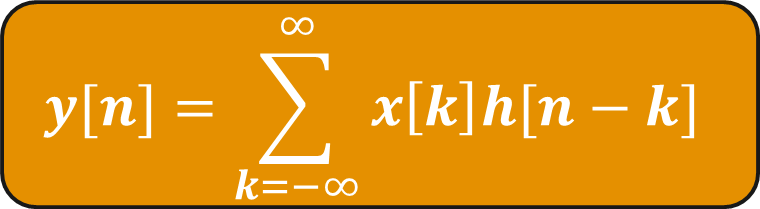 y[n] = ∑_{k=−∞}^{∞} x[k]h[n − k]